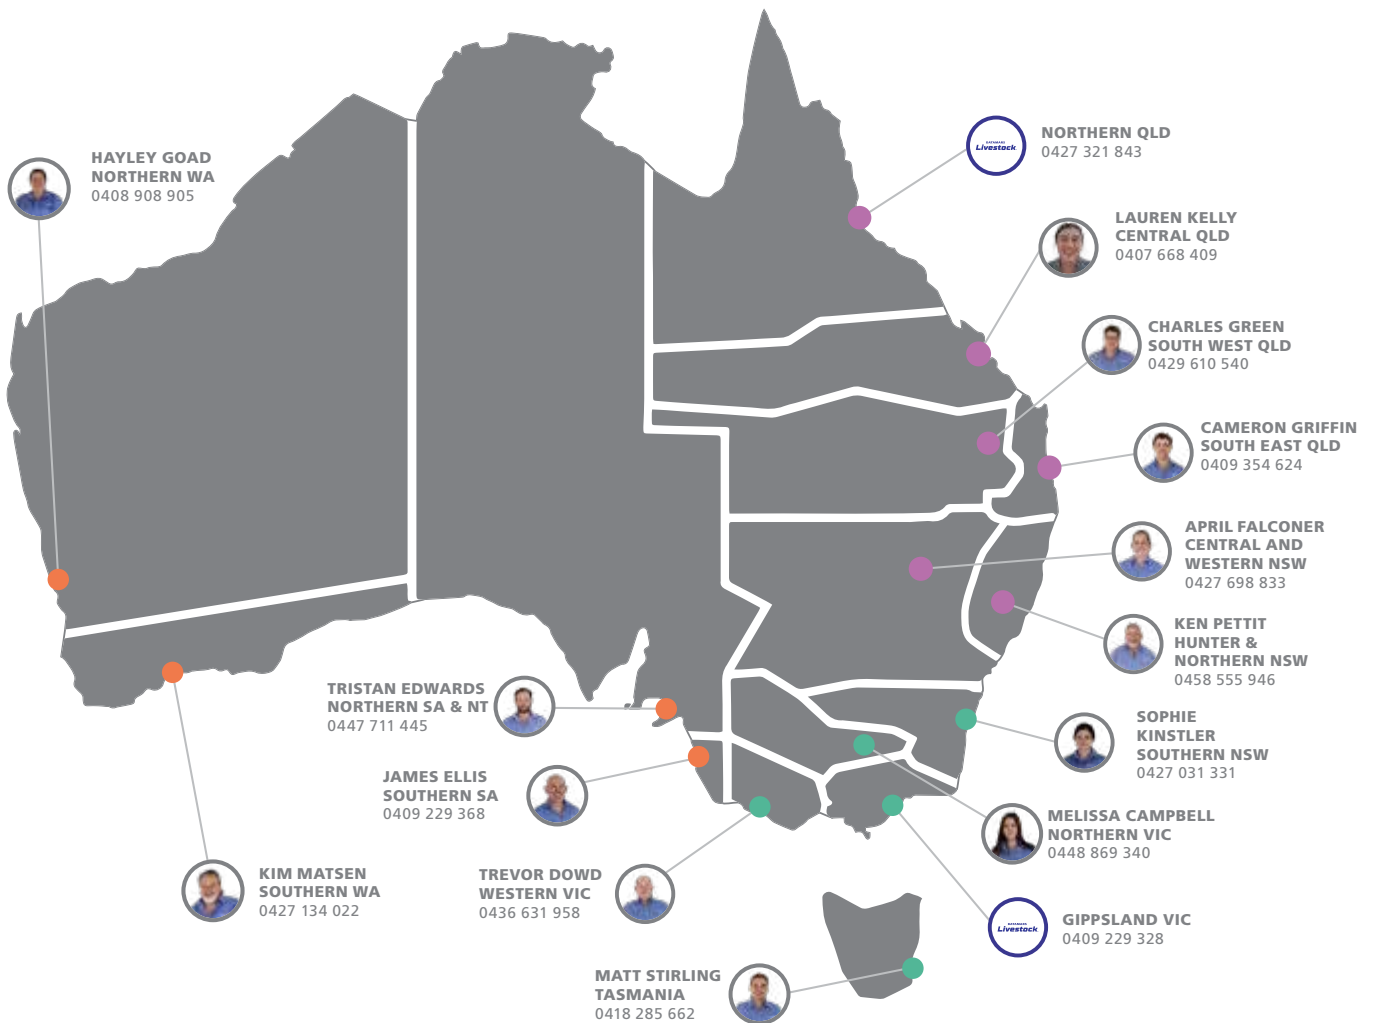 HAYLEY GOAD
NORTHERN WA
0408 908 905
DATAMARS
Livestock
NORTHERN QLD
0427 321 843
LAUREN KELLY
CENTRAL QLD
0407 668 409
CHARLES GREEN
SOUTH WEST QLD
0429 610 540
CAMERON GRIFFIN
SOUTH EAST QLD
0409 354 624
APRIL FALCONER
CENTRAL AND
WESTERN NSW
0427 698 833
KEN PETTIT
HUNTER &
NORTHERN NSW
0458 555 946
TRISTAN EDWARDS
NORTHERN SA & NT
0447 711 445
SOPHIE
KINSTLER
SOUTHERN NSW
0427 031 331
JAMES ELLIS
SOUTHERN SA
0409 229 368
MELISSA CAMPBELL
NORTHERN VIC
0448 869 340
KIM MATSEN
SOUTHERN WA
0427 134 022
TREVOR DOWD
WESTERN VIC
0436 631 958
DATAMARS
Livestock
GIPPSLAND VIC
0409 229 328
MATT STIRLING
TASMANIA
0418 285 662